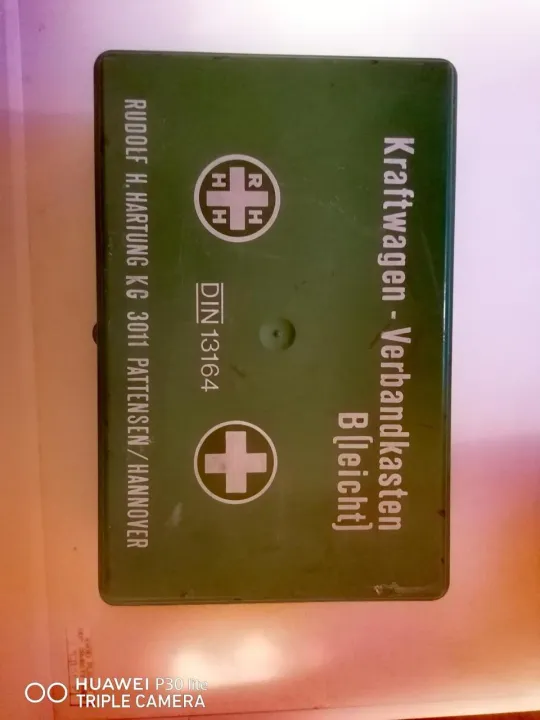 Kraftwagen - Verbandkasten
B(leicht)
R
H H
H
DIN 13164
RUDOLF H. HARTUNG KG 3011 PATTENSEN/HANNOVER
HUAWEI P30 lite
TRIPLE CAMERA